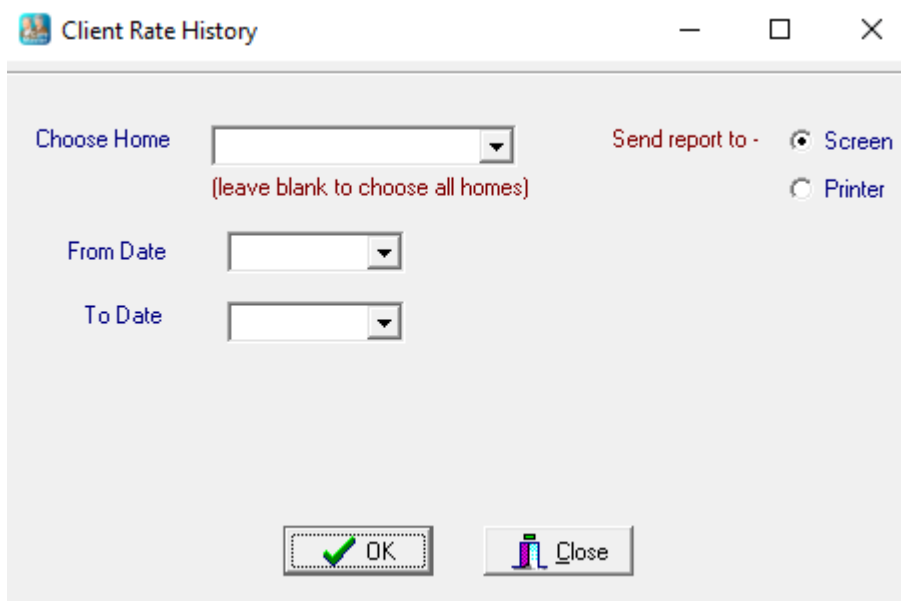 Client Rate History
Choose Home
Send report to -
Screen
(leave blank to choose all homes)
Printer
From Date
To Date
OK
Close